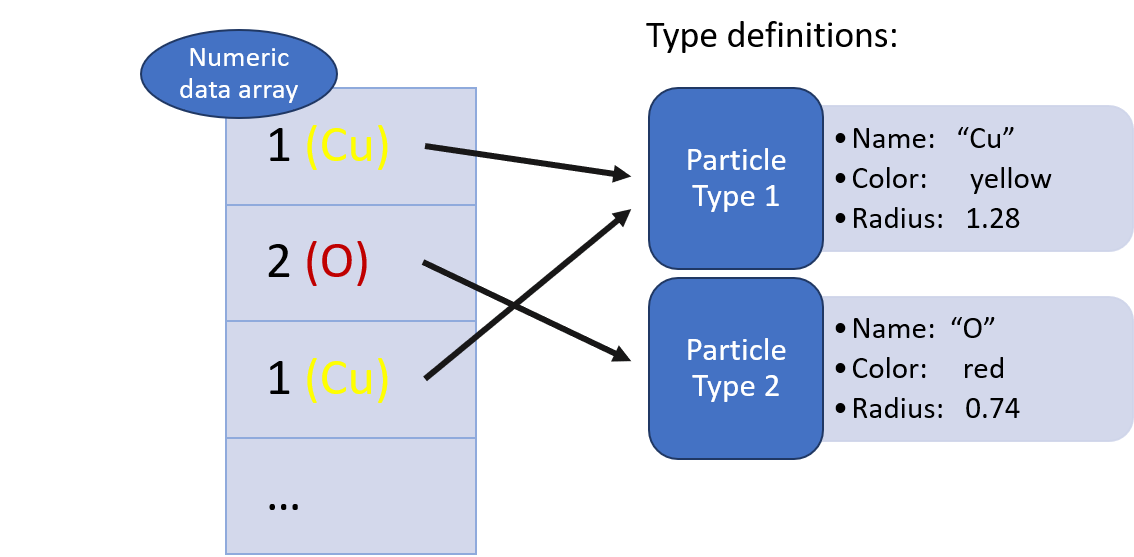 Type definitions:
Numeric
data array
1 (Cu)
2 (O)
1 (Cu)
...
Particle
Type 1
• Name: “Cu”
• Color: yellow
• Radius: 1.28
Particle
Type 2
• Name: “O”
• Color: red
• Radius: 0.74